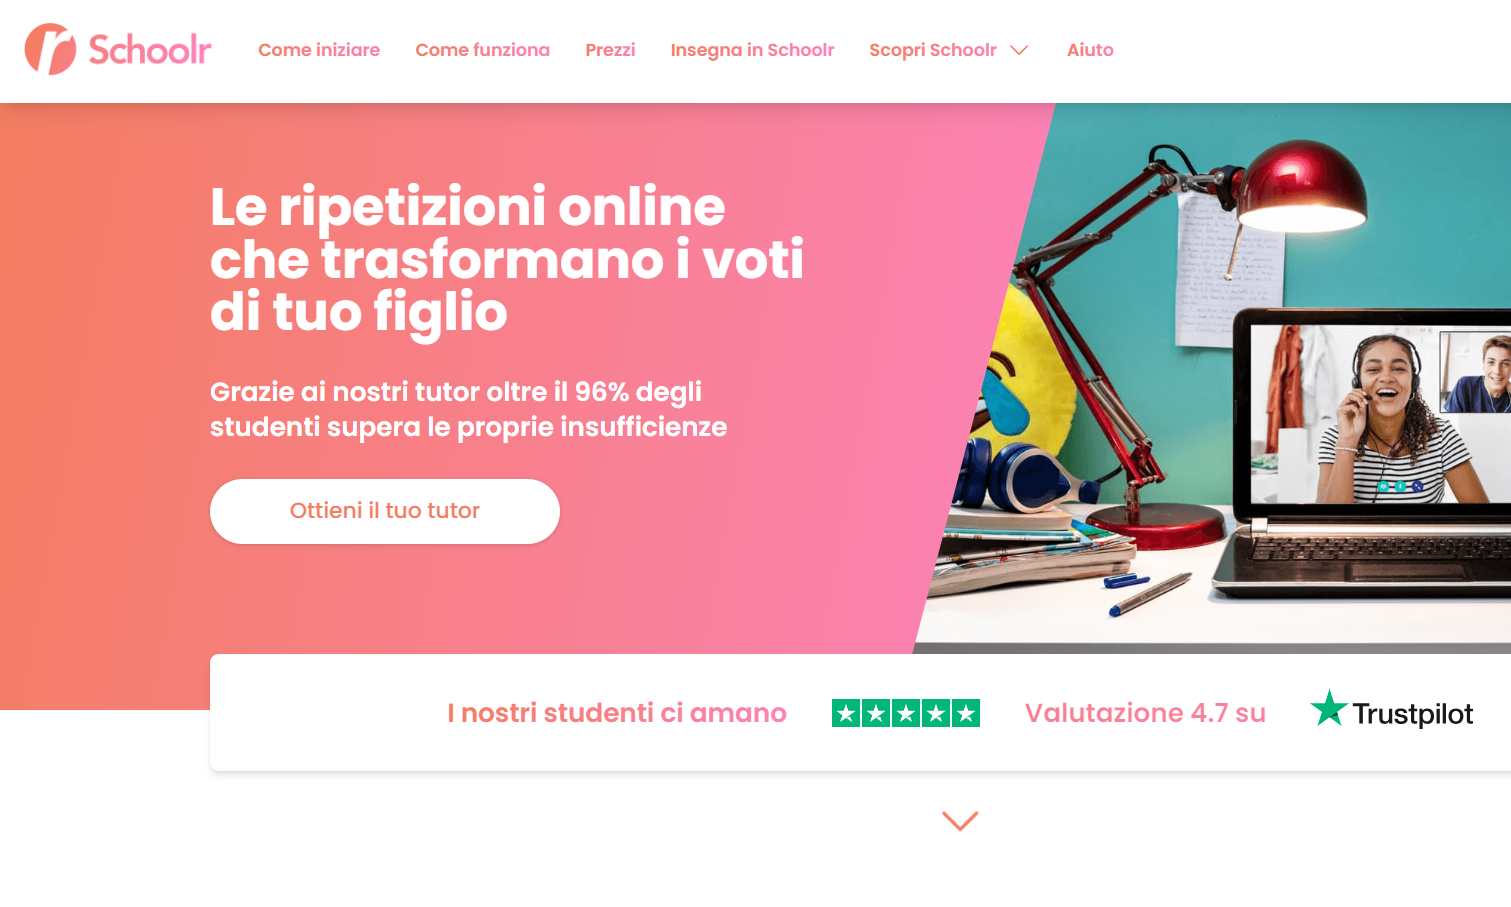 Schoolr
Come iniziare
Come funziona
Prezzi
Insegna in Schoolr
Scopri Schoolr
Aiuto
Le ripetizioni online
che trasformano i voti
di tuo figlio
Grazie ai nostri tutor oltre il 96% degli
studenti supera le proprie insufficienze
Ottieni il tuo tutor
I nostri studenti ci amano
Valutazione 4.7 su
Trustpilot